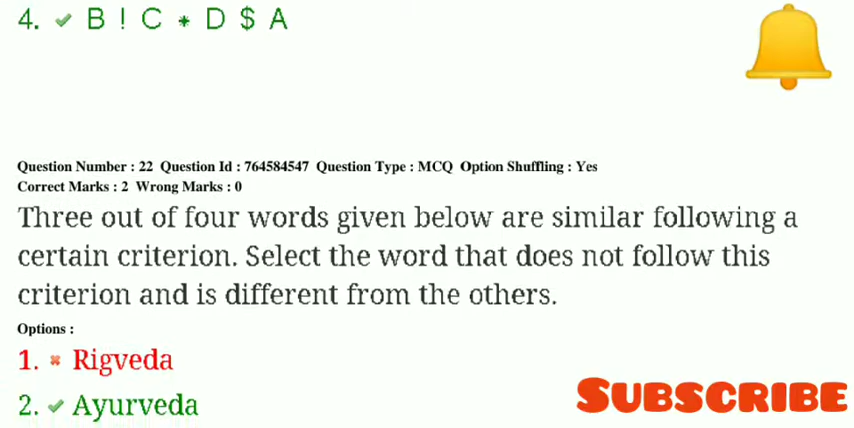 4. ✔ B ! C * D $ A
Question Number : 22 Question Id : 764584547 Question Type : MCQ Option Shuffling : Yes
Correct Marks : 2 Wrong Marks : 0
Three out of four words given below are similar following a
certain criterion. Select the word that does not follow this
criterion and is different from the others.
Options :
1. ✖ Rigveda
2. ✔ Ayurveda
SUBSCRIBE